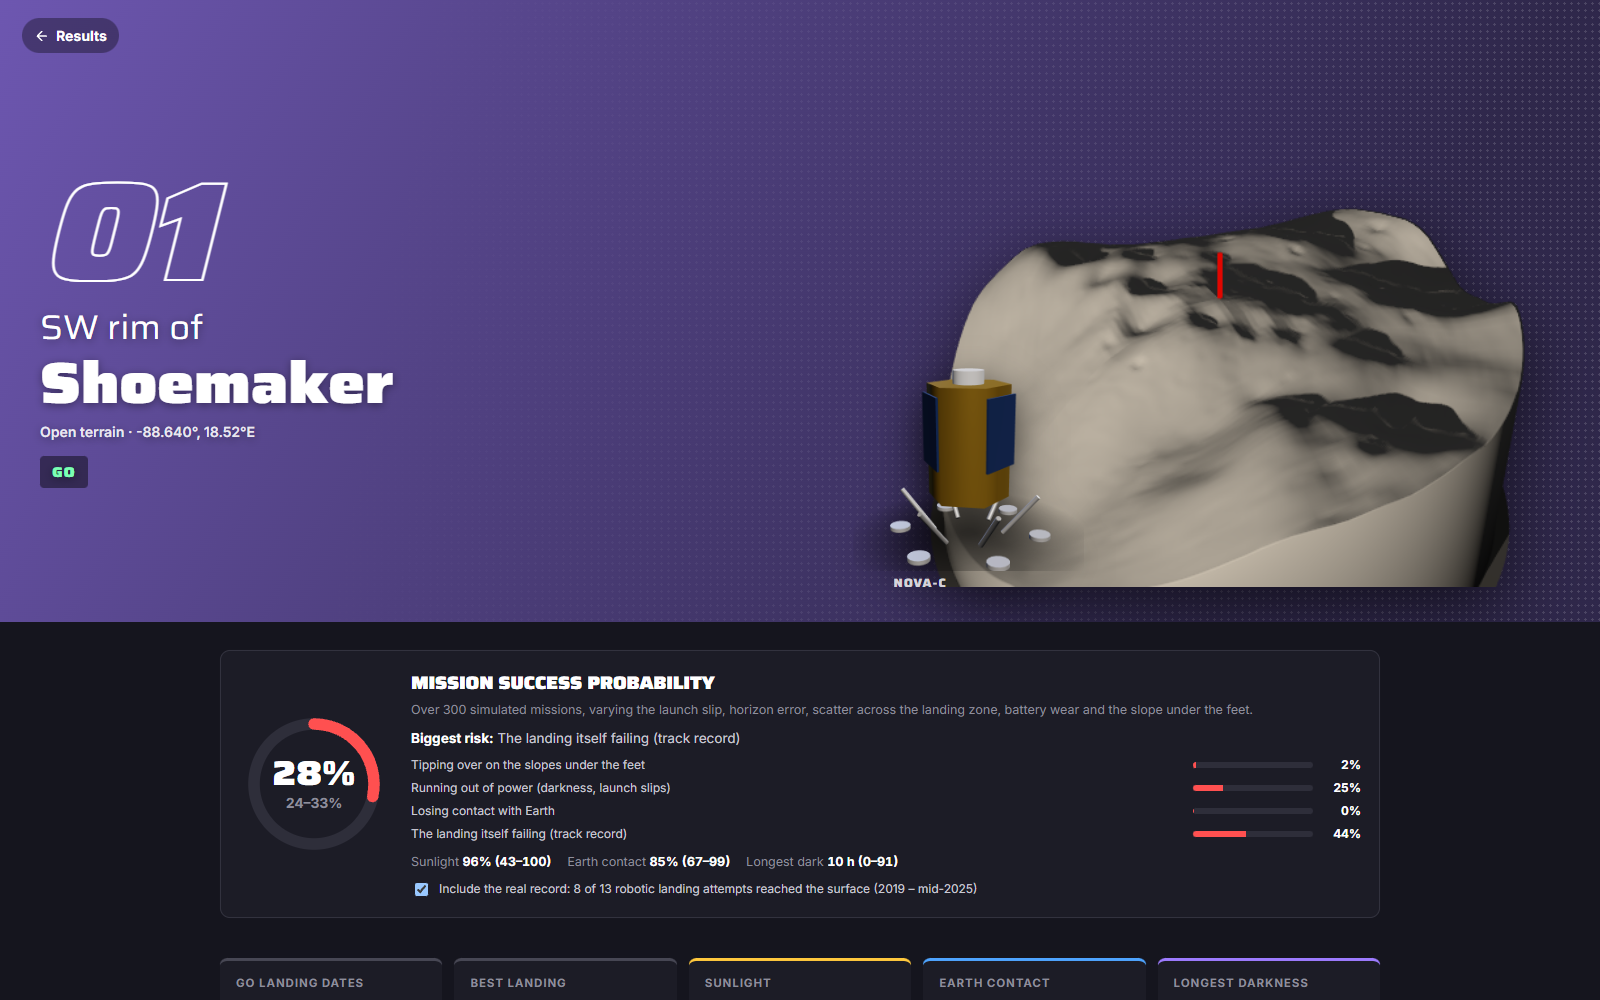 ← Results
01
SW rim of
Shoemaker
Open terrain · -88.640°, 18.52°E
GO
NOVA-C
MISSION SUCCESS PROBABILITY
Over 300 simulated missions, varying the launch slip, horizon error, scatter across the landing zone, battery wear and the slope under the feet.
Biggest risk: The landing itself failing (track record)
Tipping over on the slopes under the feet 2%
Running out of power (darkness, launch slips) 25%
Losing contact with Earth 0%
The landing itself failing (track record) 44%
28%
24–33%
Sunlight 96% (43–100) Earth contact 85% (67–99) Longest dark 10 h (0–91)
Include the real record: 8 of 13 robotic landing attempts reached the surface (2019 – mid-2025)
GO LANDING DATES
BEST LANDING
SUNLIGHT
EARTH CONTACT
LONGEST DARKNESS